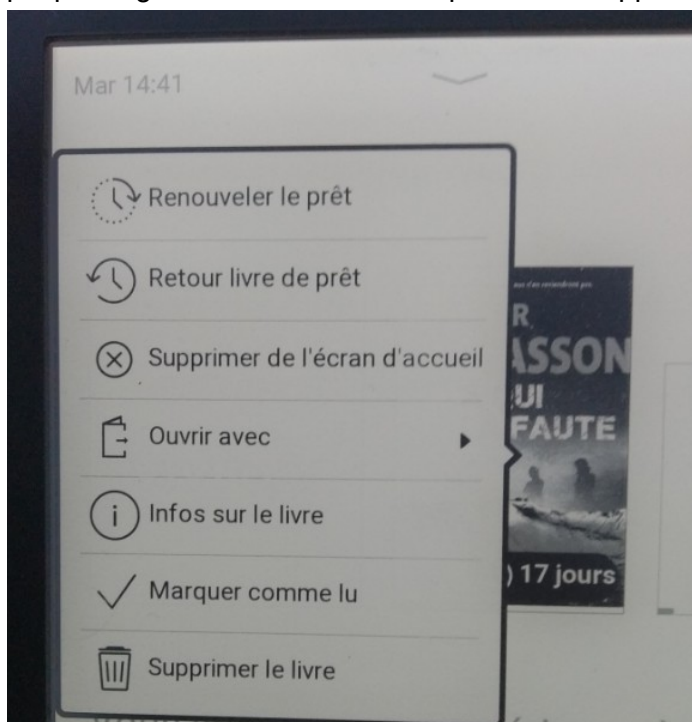 Mar 14:41
Renouveler le prêt
Retour livre de prêt
Supprimer de l'écran d'accueil
Ouvrir avec
Infos sur le livre
Marquer comme lu
Supprimer le livre
R
ASSON
UI
FAUTE
) 17 jours